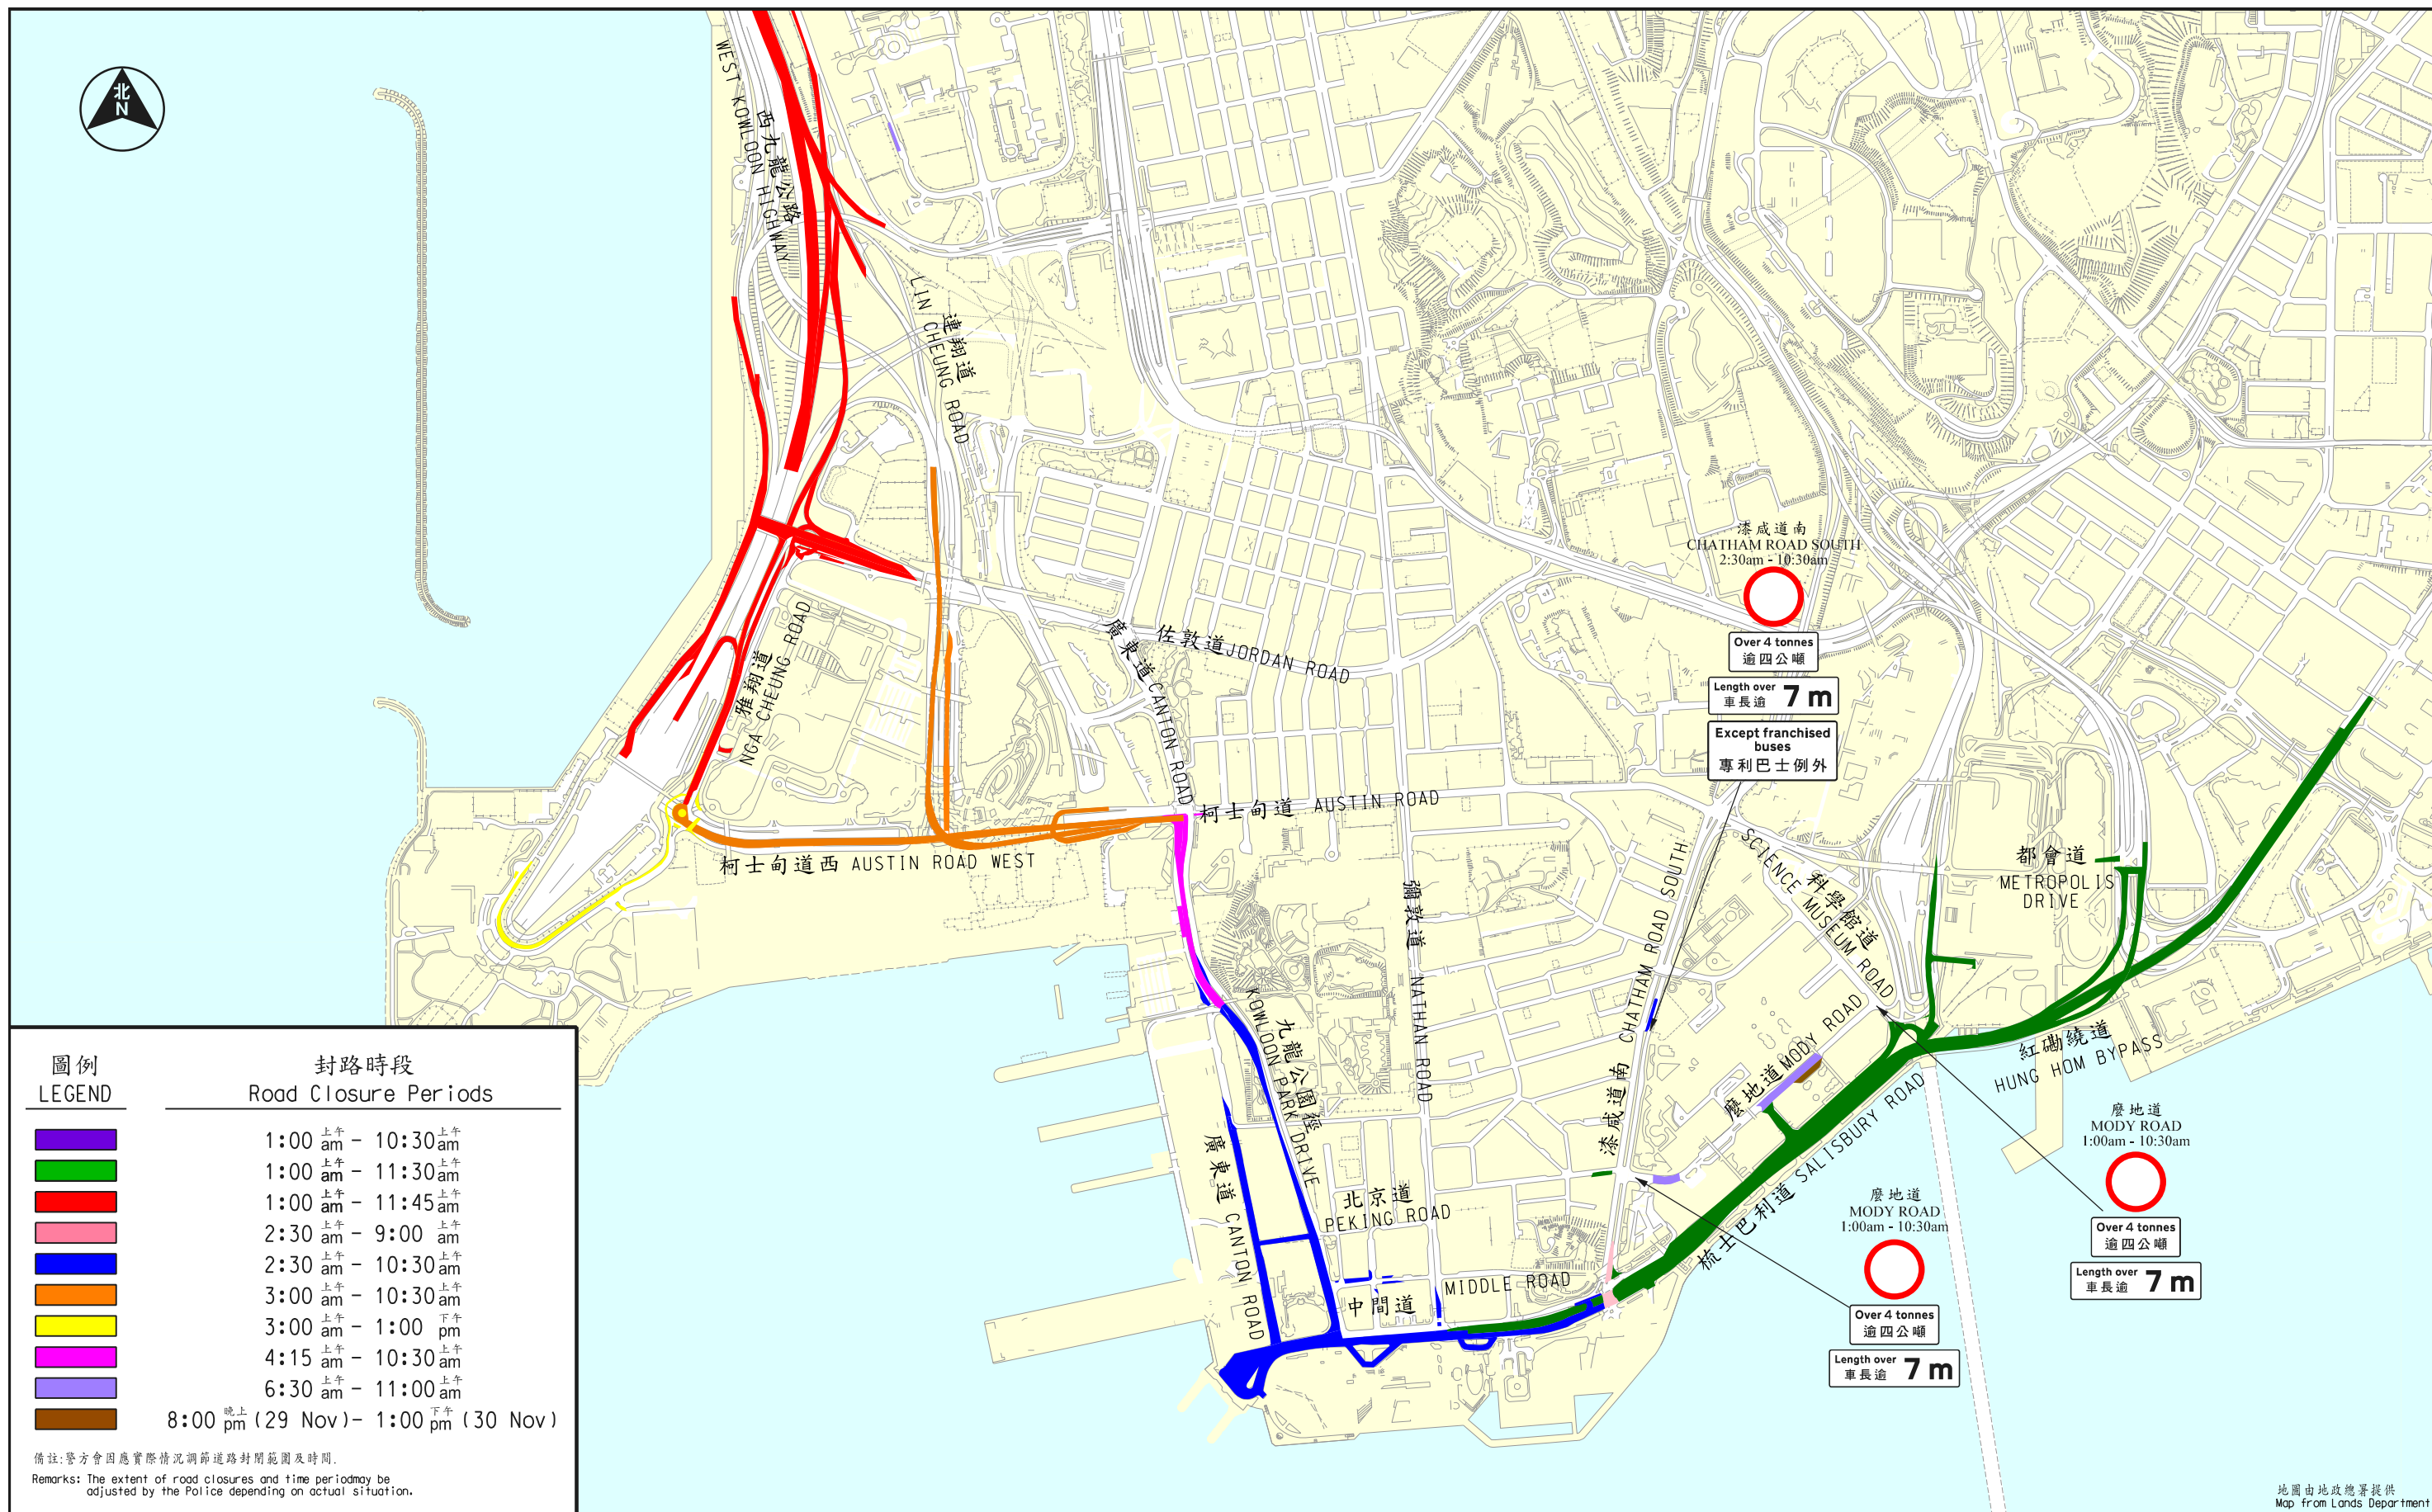 北
N
西九龍公路
WEST KOWLOON HIGHWAY
連翔道
LIN CHEUNG ROAD
雅翔道
NGA CHEUNG ROAD
佐敦道 JORDAN ROAD
廣東道 CANTON ROAD
柯士甸道 AUSTIN ROAD
柯士甸道西 AUSTIN ROAD WEST
彌敦道 NATHAN ROAD
九龍公園徑
KOWLOON PARK DRIVE
廣東道 CANTON ROAD
北京道
PEKING ROAD
中間道
MIDDLE ROAD
漆咸道南 CHATHAM ROAD SOUTH
科學館道
SCIENCE MUSEUM ROAD
麼地道 MODY ROAD
梳士巴利道 SALISBURY ROAD
都會道
METROPOLIS
DRIVE
紅磡繞道
HUNG HOM BYPASS
漆咸道南
CHATHAM ROAD SOUTH
2:30am - 10:30am
Over 4 tonnes
逾四公噸
Length over
車長逾 7 m
Except franchised
buses
專利巴士例外
麼地道
MODY ROAD
1:00am - 10:30am
Over 4 tonnes
逾四公噸
Length over
車長逾 7 m
麼地道
MODY ROAD
1:00am - 10:30am
Over 4 tonnes
逾四公噸
Length over
車長逾 7 m
圖例
LEGEND
封路時段
Road Closure Periods
1:00 上午 am - 10:30 上午 am
1:00 上午 am - 11:30 上午 am
1:00 上午 am - 11:45 上午 am
2:30 上午 am - 9:00 上午 am
2:30 上午 am - 10:30 上午 am
3:00 上午 am - 10:30 上午 am
3:00 上午 am - 1:00 下午 pm
4:15 上午 am - 10:30 上午 am
6:30 上午 am - 11:00 上午 am
8:00 晚上 pm (29 Nov) - 1:00 下午 pm (30 Nov)
備註:警方會因應實際情況調節道路封閉範圍及時間.
Remarks: The extent of road closures and time periodmay be
adjusted by the Police depending on actual situation.
地圖由地政總署提供
Map from Lands Department